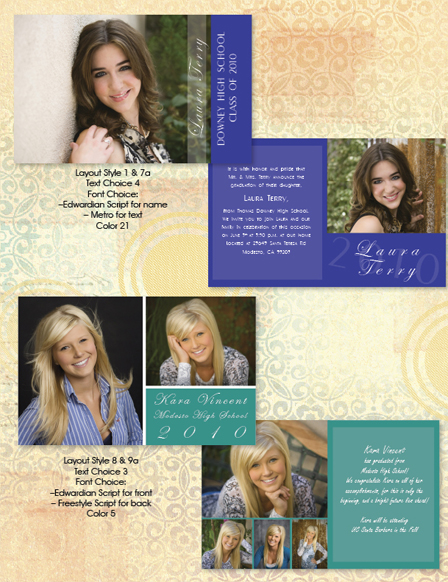 Laura Terry
DOWNEY HIGH SCHOOL
CLASS OF 2010
Layout Style 1 & 7a
Text Choice 4
Font Choice:
–Edwardian Script for name
– Metro for text
Color 21
It is with honor and pride that
Mr. & Mrs. Terry announce the
graduation of their daughter,
Laura Terry,
from Thomas Downey High School.
We invite you to join Laura and our
family in celebration of this occasion
on June 9th at 5:30 p.m. at our home
located at 25649 Santa Teresa Rd.
Modesto, CA 99309
2010
Laura
Terry
Kara Vincent
Modesto High School
2 0 1 0
Layout Style 8 & 9a
Text Choice 3
Font Choice:
–Edwardian Script for front
– Freestyle Script for back
Color 5
Kara Vincent
has graduated from
Modesto High School!
We congratulate Kara on all her
accomplishments, for this is only the
beginning, and a bright future lies ahead!
Kara will be attending
UC Santa Barbara in the Fall!